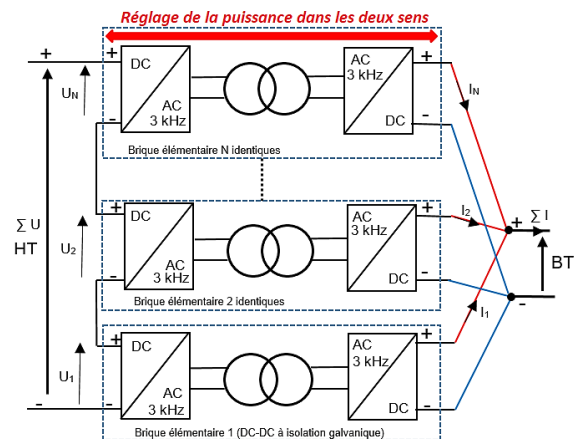 Réglage de la puissance dans les deux sens
+
+
DC
AC
3 kHz
AC
3 kHz
DC
+
-
I_N
U_N
-
Brique élémentaire N identiques
+
DC
AC
3 kHz
AC
3 kHz
DC
+
-
I_2
+
∑ I
∑ U
HT
U_2
-
BT
-
Brique élémentaire 2 identiques
I_1
+
DC
AC
3 kHz
AC
3 kHz
DC
+
-
U_1
-
-
Brique élémentaire 1 (DC-DC à isolation galvanique)